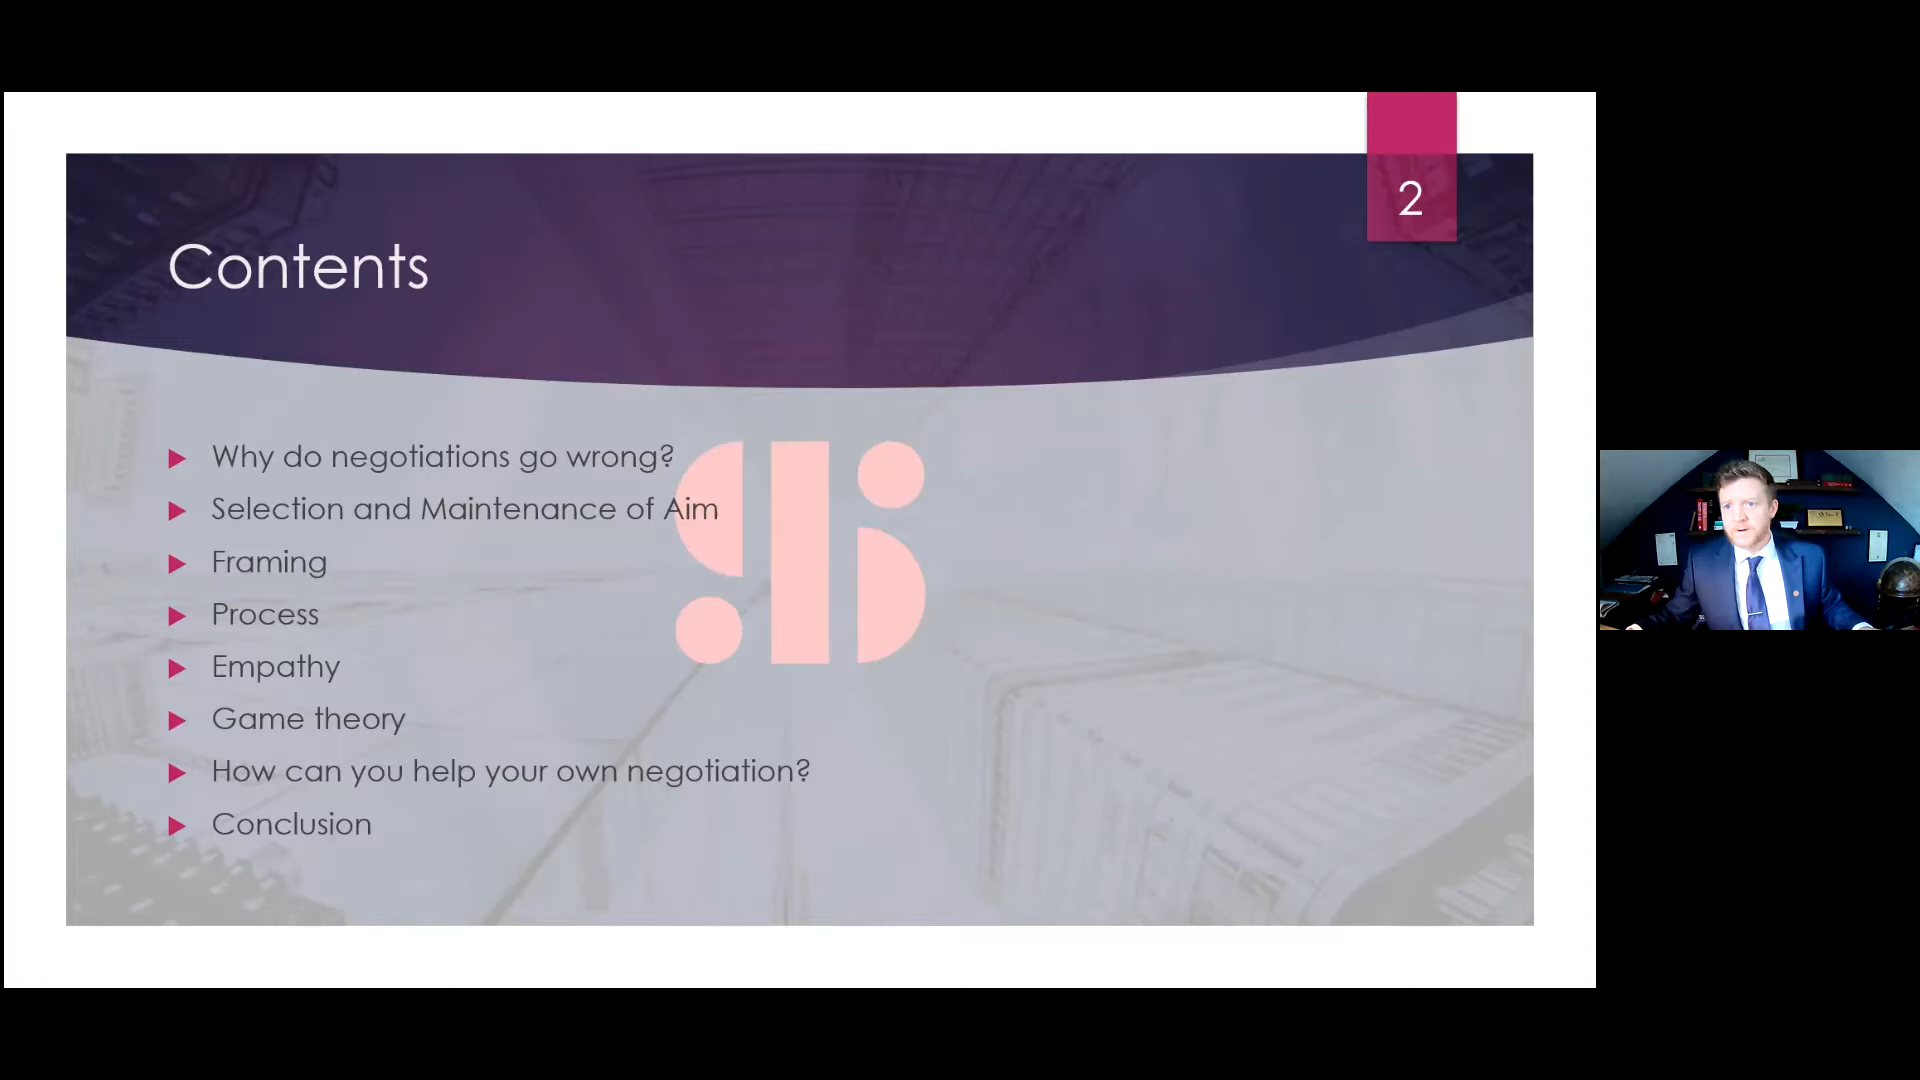 2
Contents
Why do negotiations go wrong?
Selection and Maintenance of Aim
Framing
Process
Empathy
Game theory
How can you help your own negotiation?
Conclusion